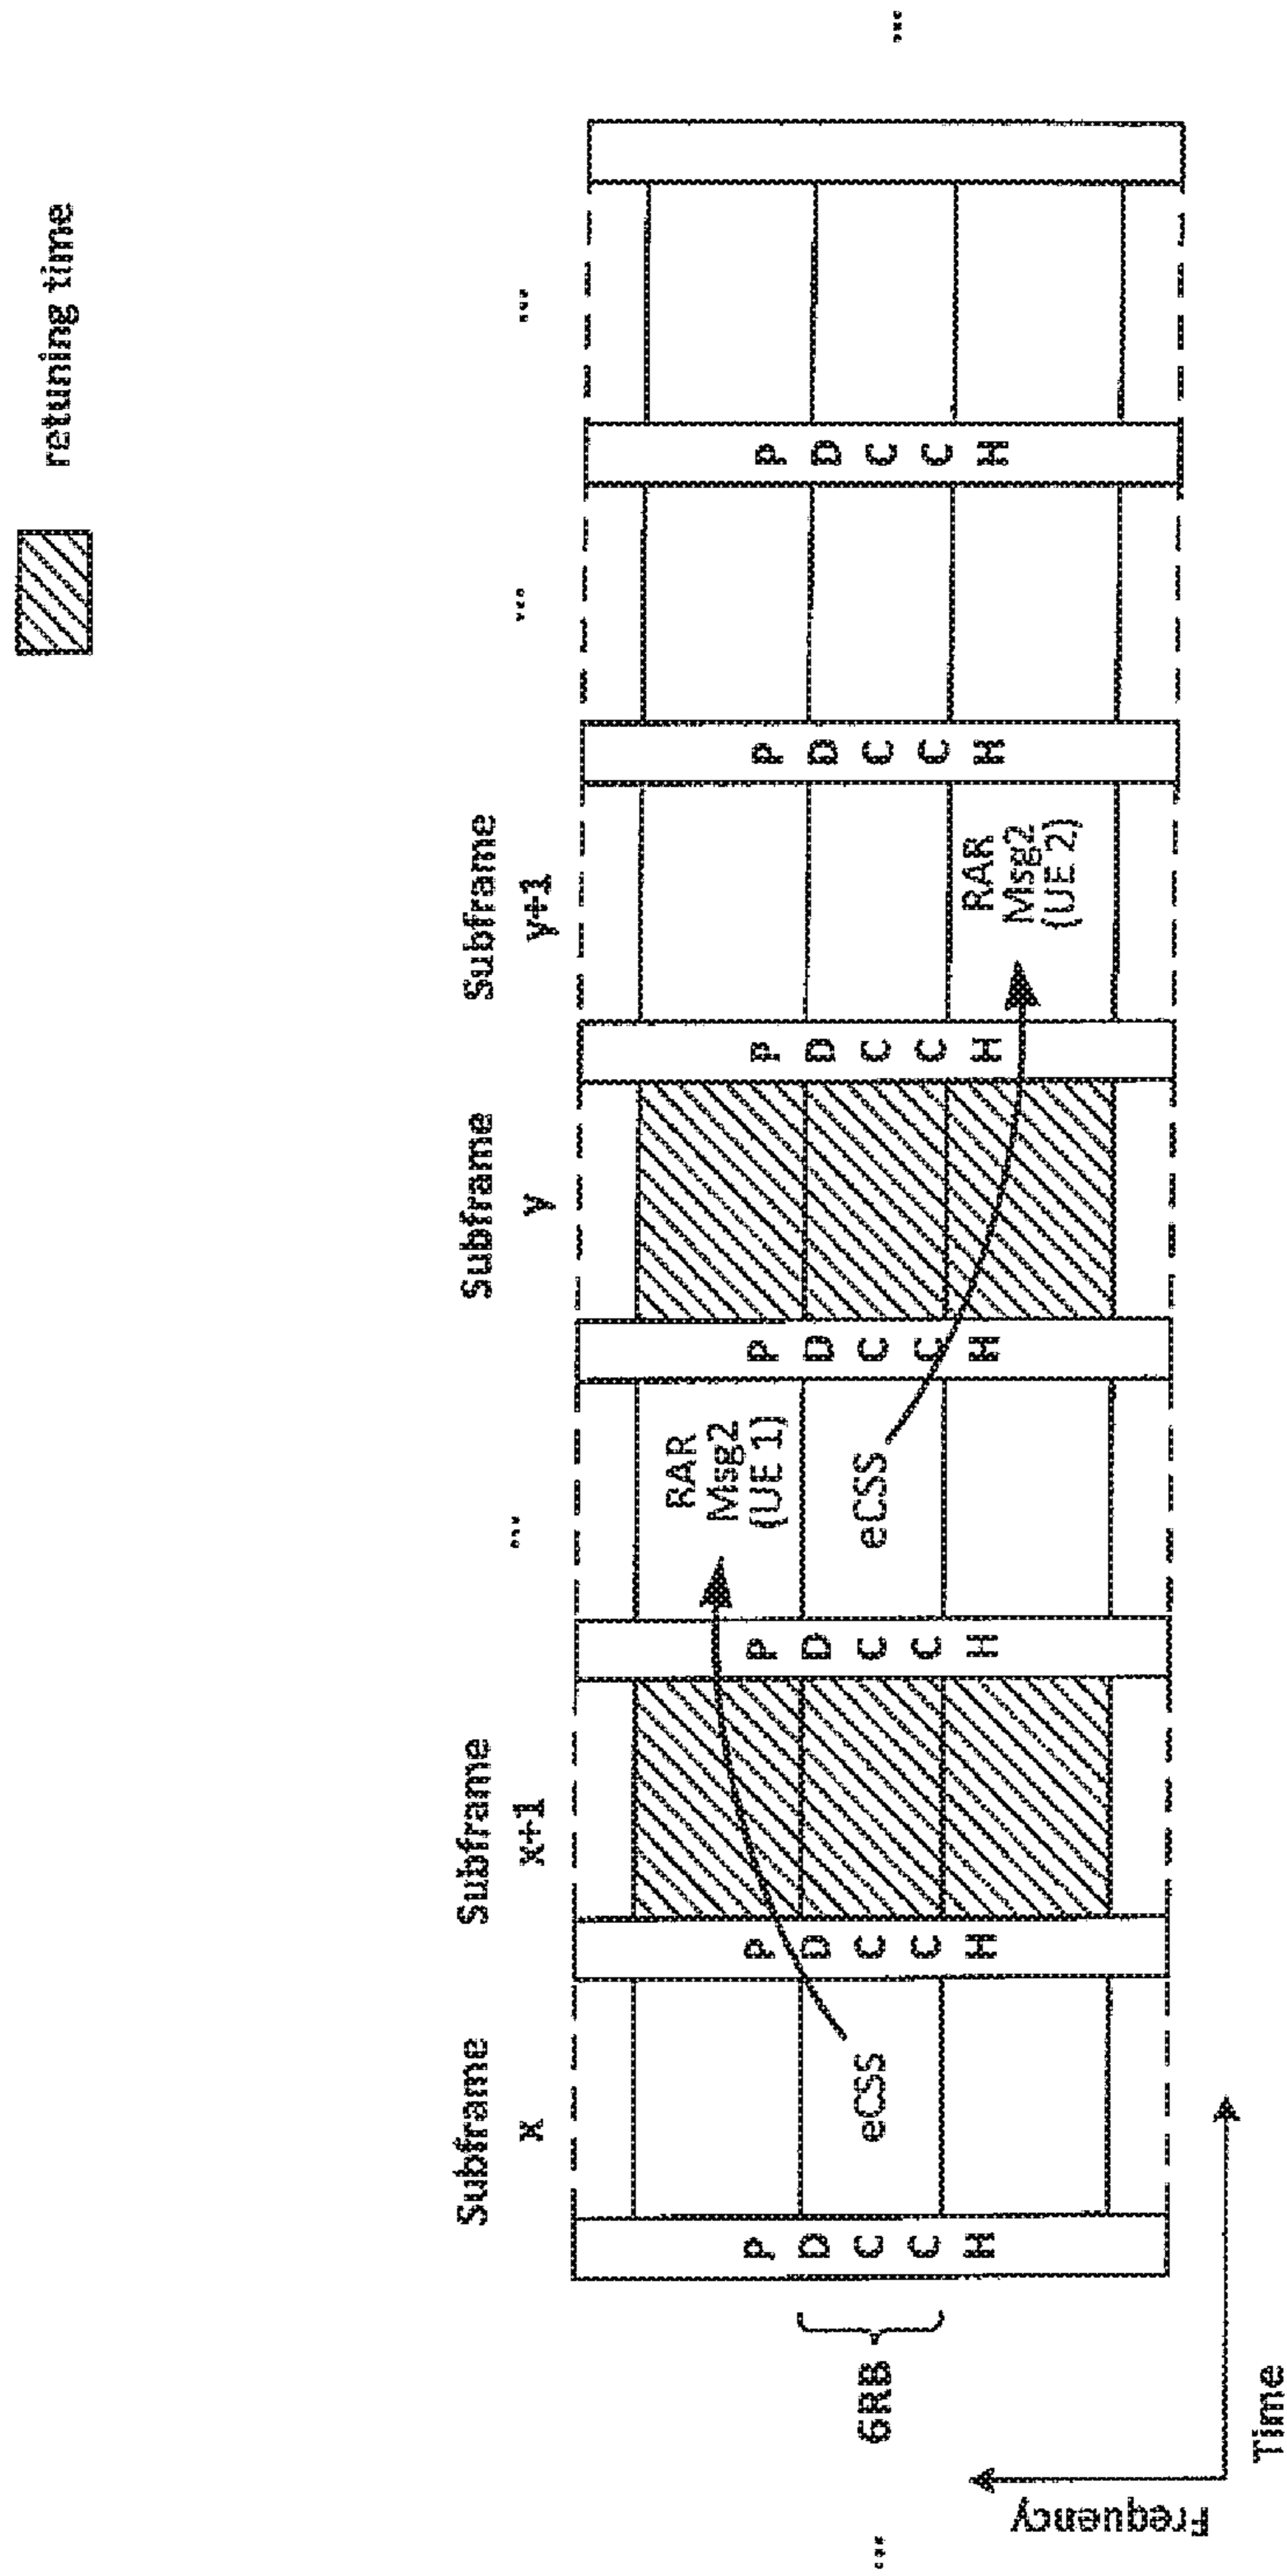 retuning time
Subframe
x
Subframe
x+1
...
Subframe
y
Subframe
y+1
...
...
PDCCH
PDCCH
PDCCH
PDCCH
PDCCH
PDCCH
PDCCH
RAR
Msg2
(UE 1)
RAR
Msg2
(UE 2)
...
6RB
eCSS
eCSS
...
Frequency
Time